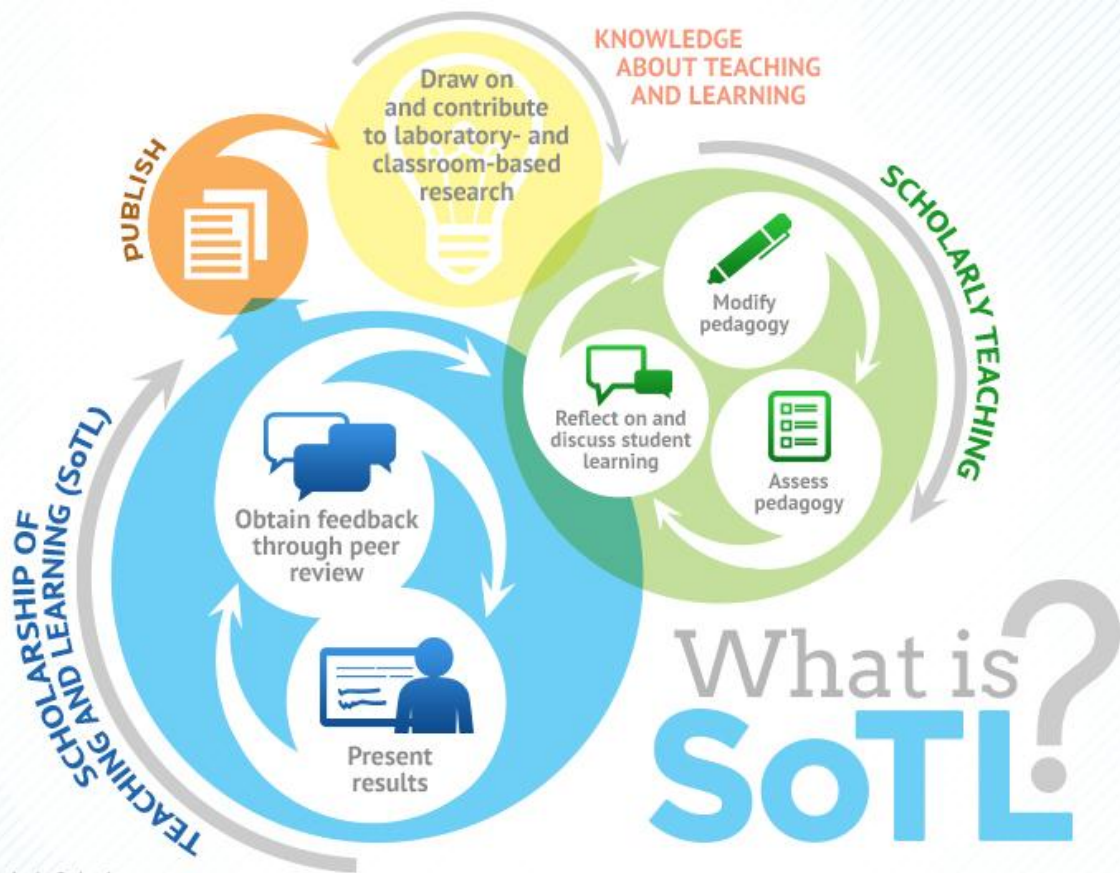 KNOWLEDGE
ABOUT TEACHING
AND LEARNING
Draw on
and contribute
to laboratory- and
classroom-based
research
PUBLISH
SCHOLARLY TEACHING
Modify
pedagogy
Reflect on and
discuss student
learning
Assess
pedagogy
SCHOLARSHIP OF
TEACHING AND LEARNING (SoTL)
Obtain feedback
through peer
review
Present
results
What is
SoTL?